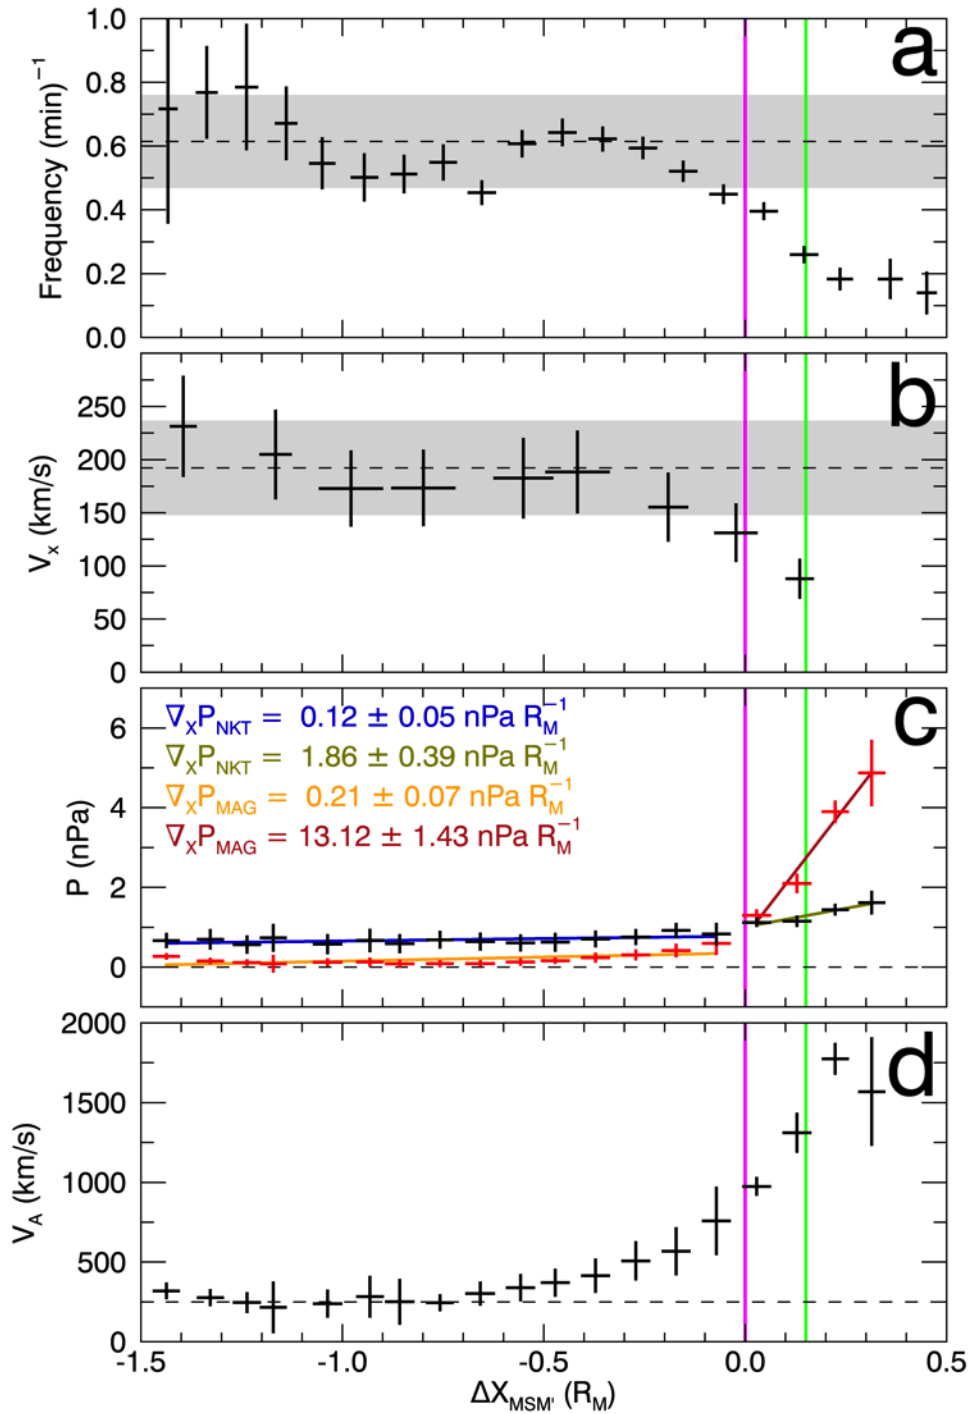 a
Frequency (min)⁻¹
1.0
0.8
0.6
0.4
0.2
0.0
b
Vₓ (km/s)
250
200
150
100
50
0
c
P (nPa)
6
4
2
0
∇ₓP_NKT = 0.12 ± 0.05 nPa R_M⁻¹
∇ₓP_NKT = 1.86 ± 0.39 nPa R_M⁻¹
∇ₓP_MAG = 0.21 ± 0.07 nPa R_M⁻¹
∇ₓP_MAG = 13.12 ± 1.43 nPa R_M⁻¹
d
V_A (km/s)
2000
1500
1000
500
0
-1.5 -1.0 -0.5 0.0 0.5
ΔX_MSM' (R_M)